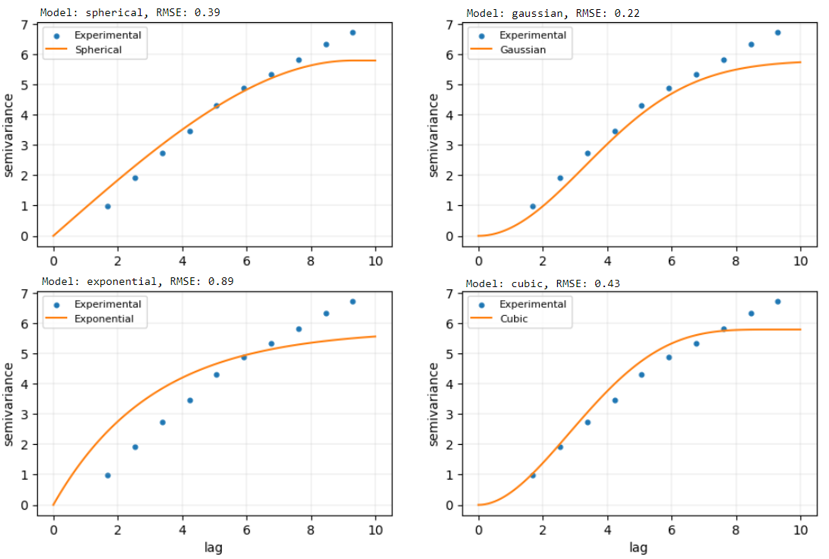 Model: spherical, RMSE: 0.39
7
6
5
4
3
2
1
0
semivariance
Experimental
Spherical
0 2 4 6 8 10
Model: gaussian, RMSE: 0.22
7
6
5
4
3
2
1
0
semivariance
Experimental
Gaussian
0 2 4 6 8 10
Model: exponential, RMSE: 0.89
7
6
5
4
3
2
1
0
semivariance
Experimental
Exponential
0 2 4 6 8 10
lag
Model: cubic, RMSE: 0.43
7
6
5
4
3
2
1
0
semivariance
Experimental
Cubic
0 2 4 6 8 10
lag